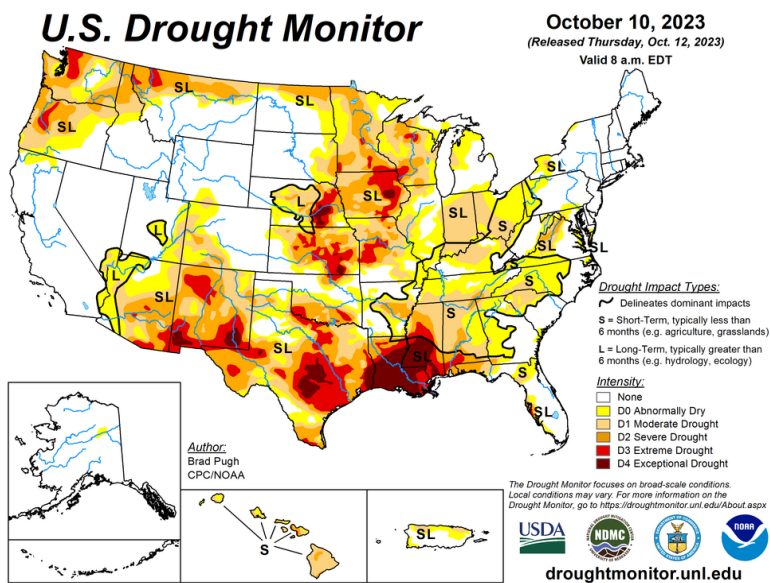 U.S. Drought Monitor
October 10, 2023
(Released Thursday, Oct. 12, 2023)
Valid 8 a.m. EDT
SL
SL
SL
SL
L
SL
SL
S
SL
SL
L
L
SL
S
S
SL
SL
S
SL
Drought Impact Types:
Delineates dominant impacts
S = Short-Term, typically less than
6 months (e.g. agriculture, grasslands)
L = Long-Term, typically greater than
6 months (e.g. hydrology, ecology)
Intensity:
None
D0 Abnormally Dry
D1 Moderate Drought
D2 Severe Drought
D3 Extreme Drought
D4 Exceptional Drought
Author:
Brad Pugh
CPC/NOAA
S
SL
The Drought Monitor focuses on broad-scale conditions.
Local conditions may vary. For more information on the
Drought Monitor, go to https://droughtmonitor.unl.edu/About.aspx
USDA
NDMC
NOAA
droughtmonitor.unl.edu